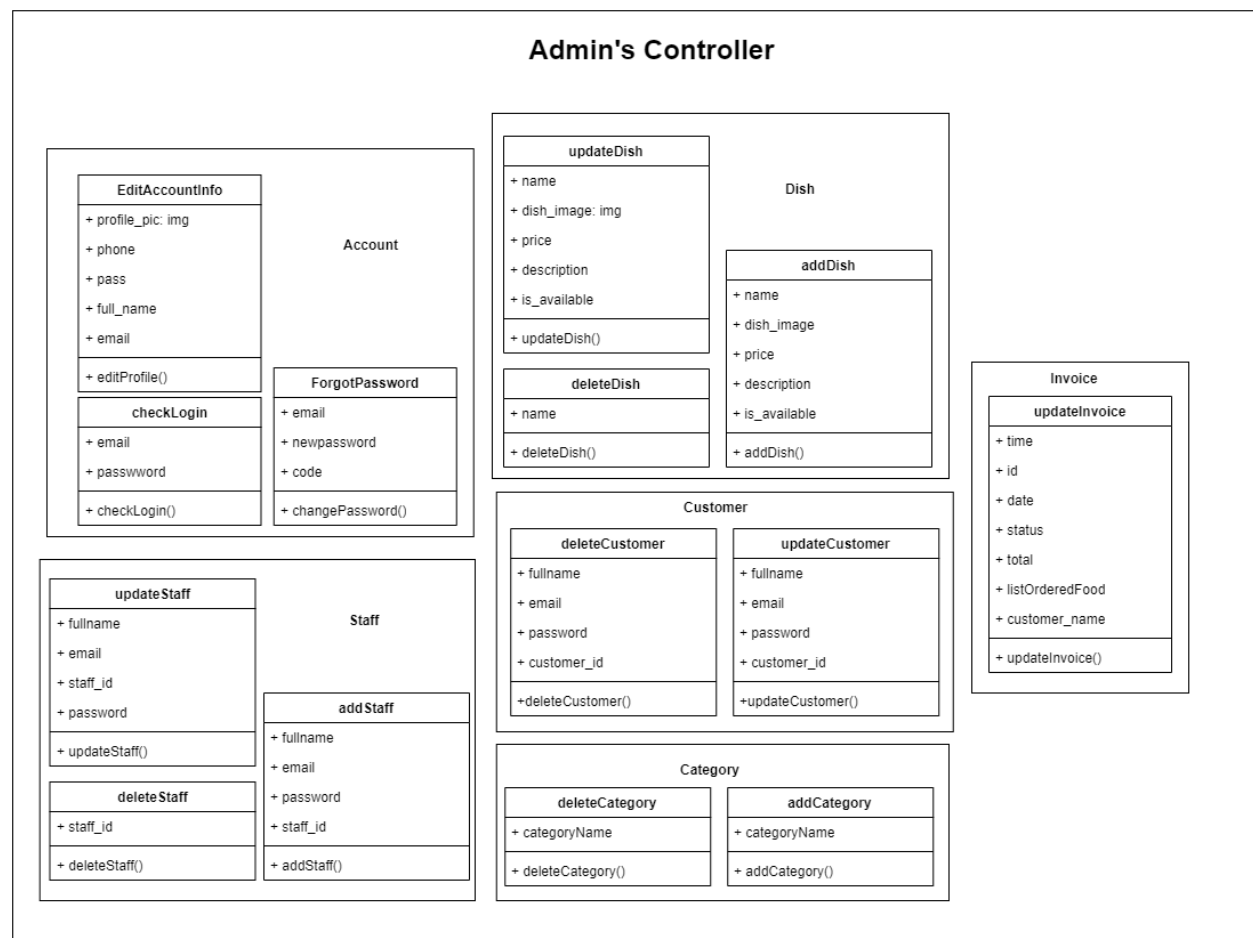 Admin's Controller
Account
EditAccountInfo
+ profile_pic: img
+ phone
+ pass
+ full_name
+ email
+ editProfile()
checkLogin
+ email
+ passwword
+ checkLogin()
ForgotPassword
+ email
+ newpassword
+ code
+ changePassword()
Dish
updateDish
+ name
+ dish_image: img
+ price
+ description
+ is_available
+ updateDish()
deleteDish
+ name
+ deleteDish()
addDish
+ name
+ dish_image
+ price
+ description
+ is_available
+ addDish()
Invoice
updateInvoice
+ time
+ id
+ date
+ status
+ total
+ listOrderedFood
+ customer_name
+ updateInvoice()
Staff
updateStaff
+ fullname
+ email
+ staff_id
+ password
+ updateStaff()
deleteStaff
+ staff_id
+ deleteStaff()
addStaff
+ fullname
+ email
+ password
+ staff_id
+ addStaff()
Customer
deleteCustomer
+ fullname
+ email
+ password
+ customer_id
+deleteCustomer()
updateCustomer
+ fullname
+ email
+ password
+ customer_id
+updateCustomer()
Category
deleteCategory
+ categoryName
+ deleteCategory()
addCategory
+ categoryName
+ addCategory()